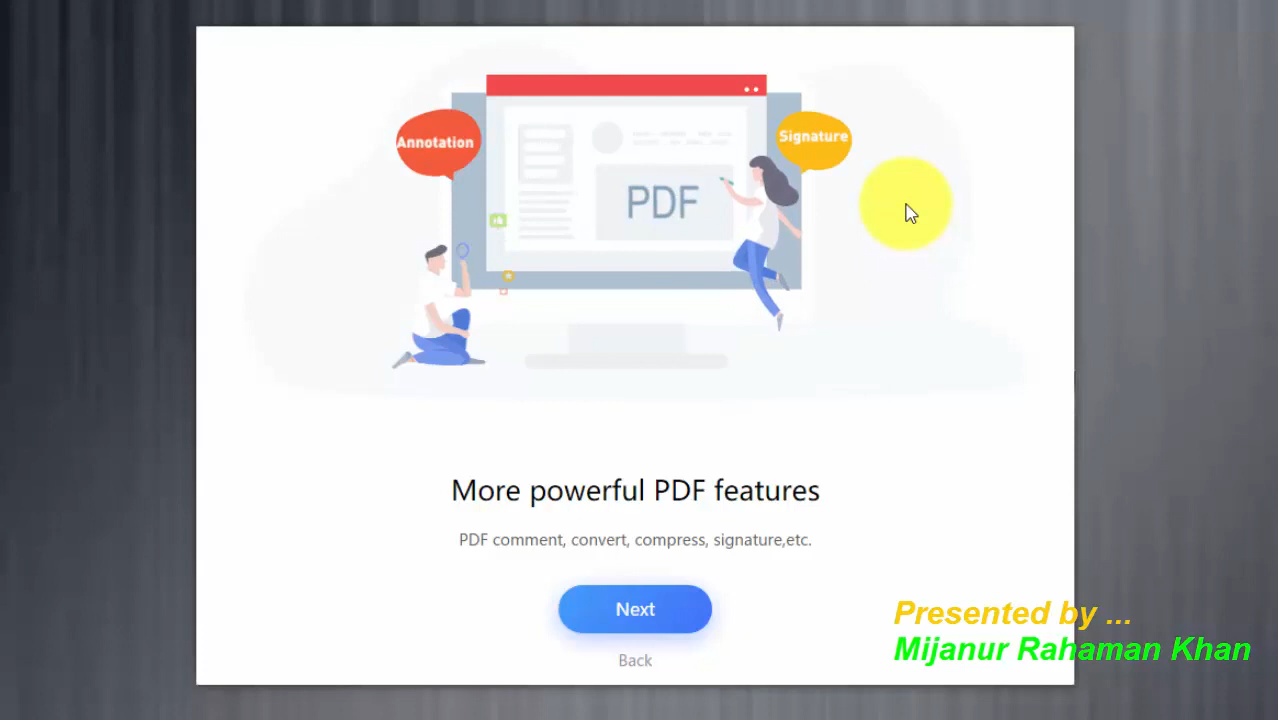 Annotation
Signature
PDF
More powerful PDF features
PDF comment, convert, compress, signature,etc.
Next
Back
Presented by ...
Mijanur Rahaman Khan